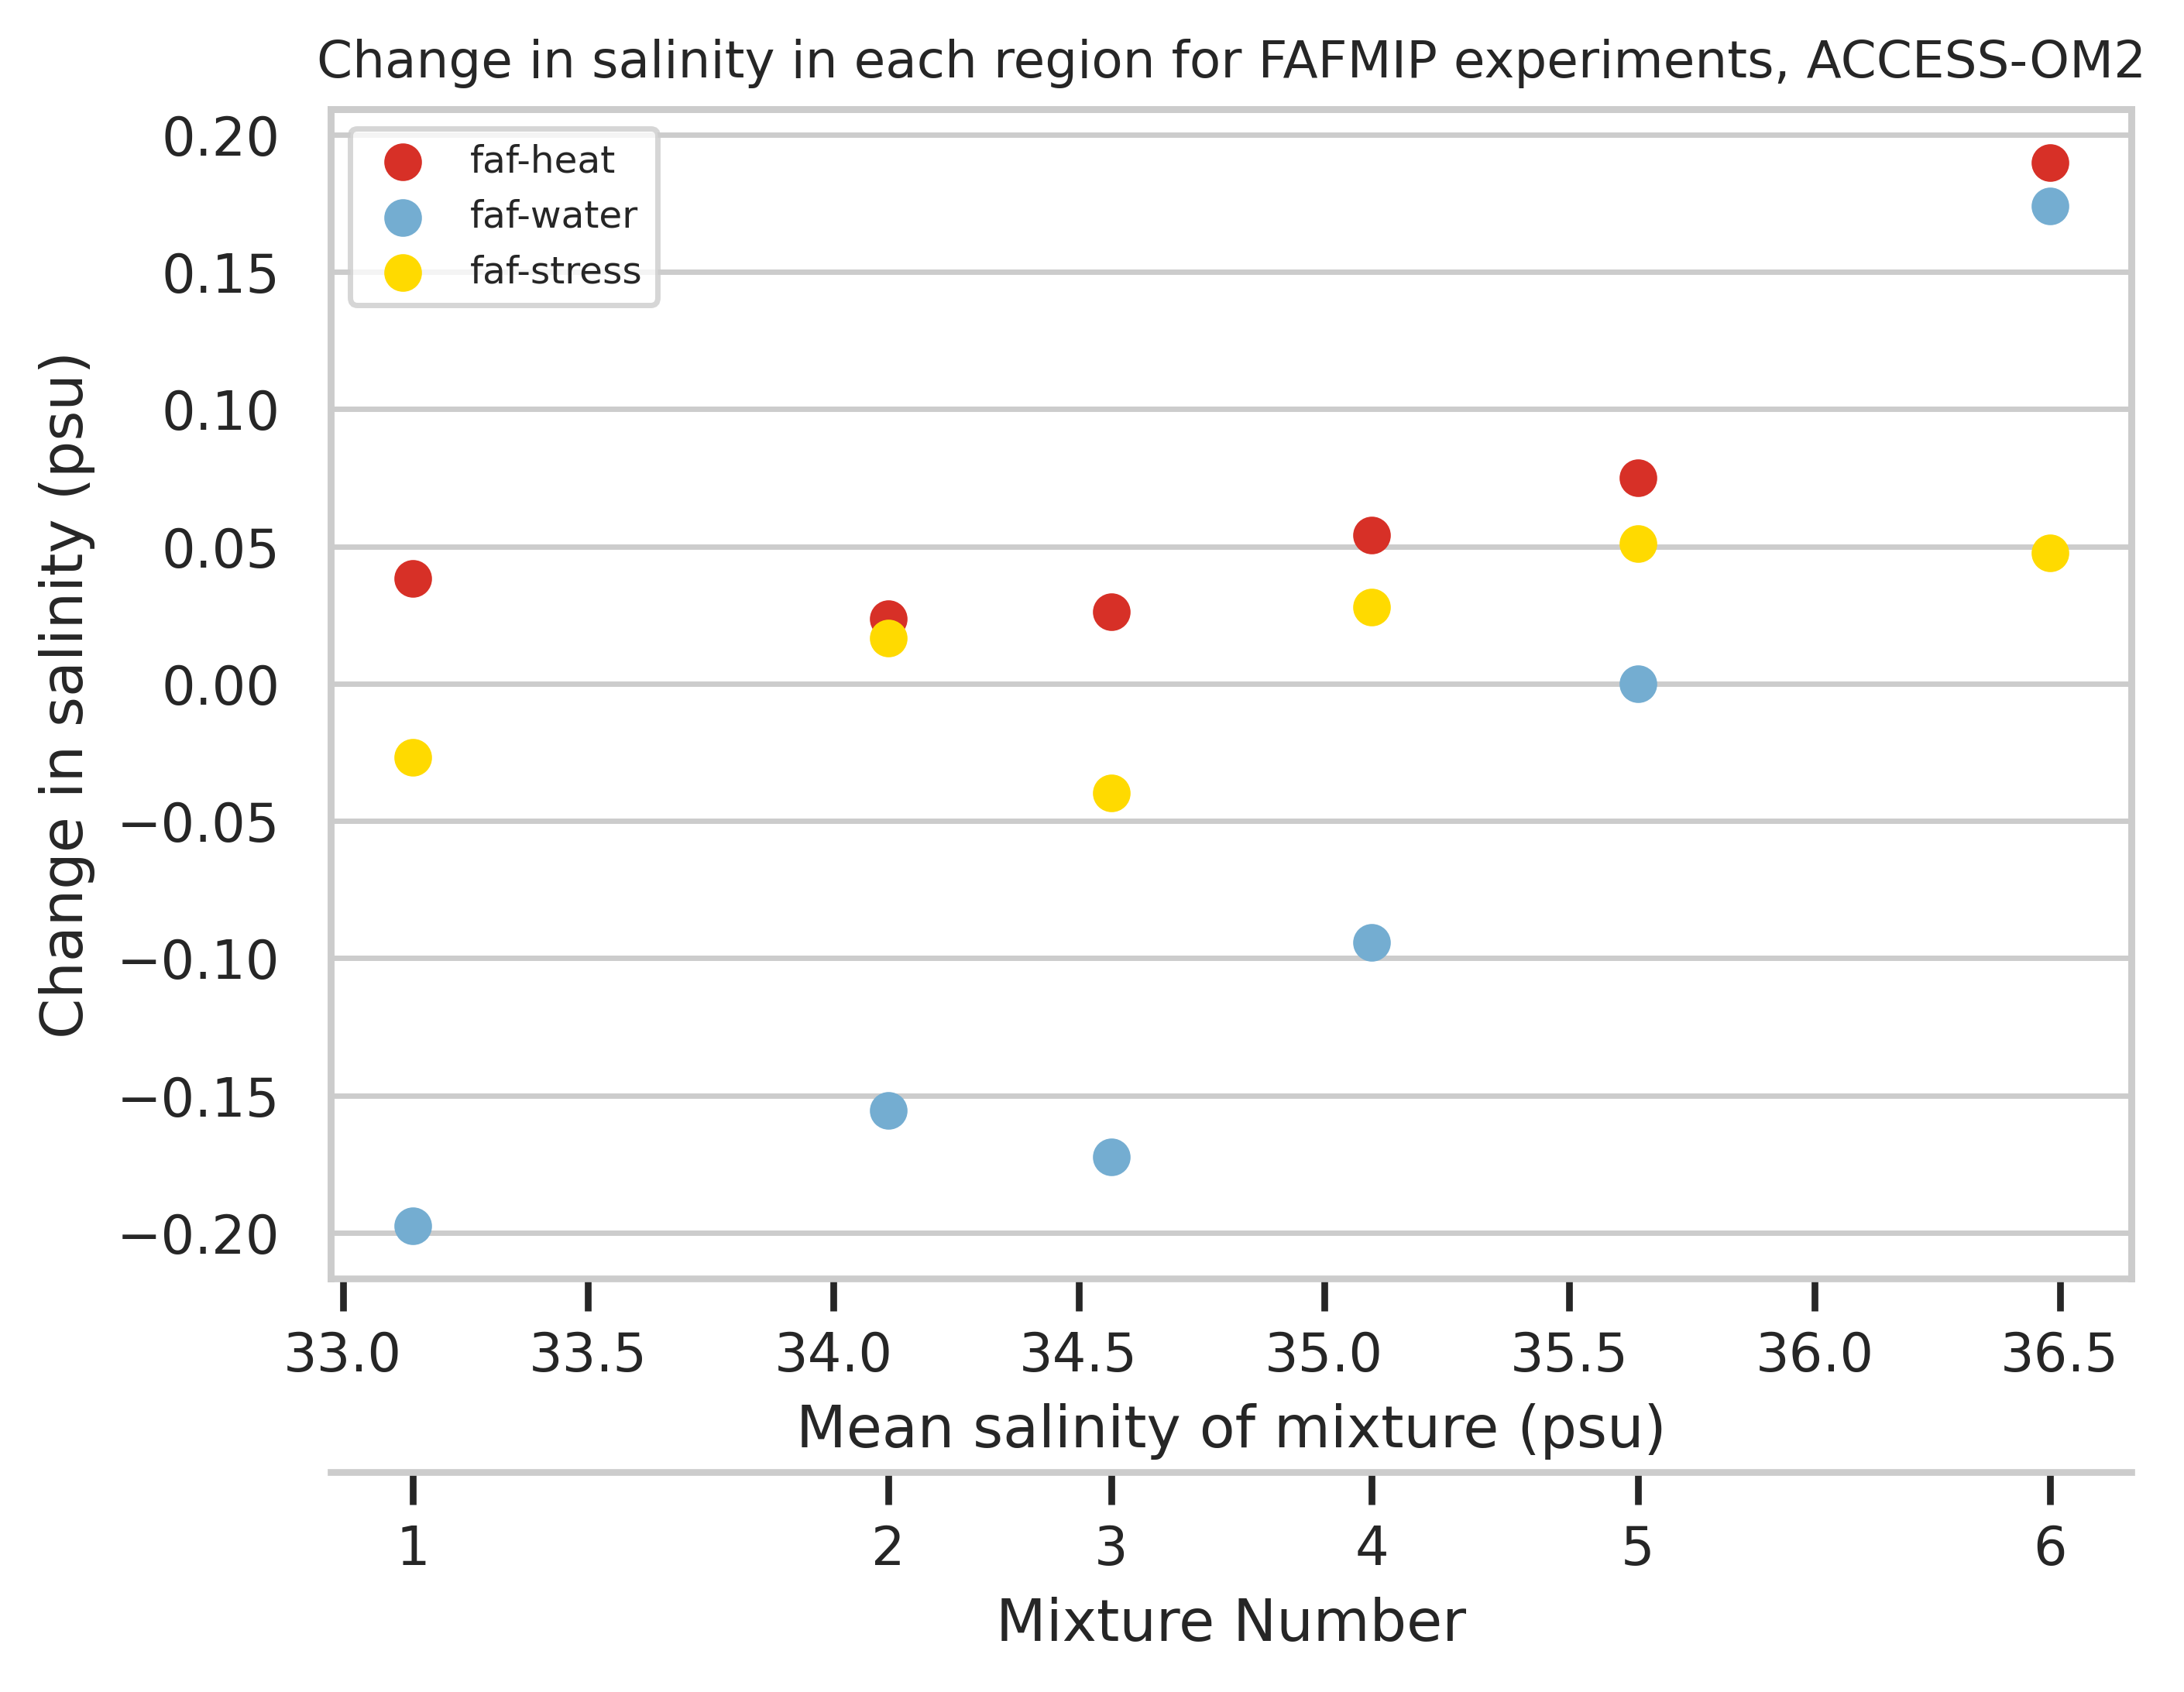 Change in salinity in each region for FAFMIP experiments, ACCESS-OM2
faf-heat
faf-water
faf-stress
Change in salinity (psu)
0.20
0.15
0.10
0.05
0.00
−0.05
−0.10
−0.15
−0.20
33.0 33.5 34.0 34.5 35.0 35.5 36.0 36.5
Mean salinity of mixture (psu)
1 2 3 4 5 6
Mixture Number